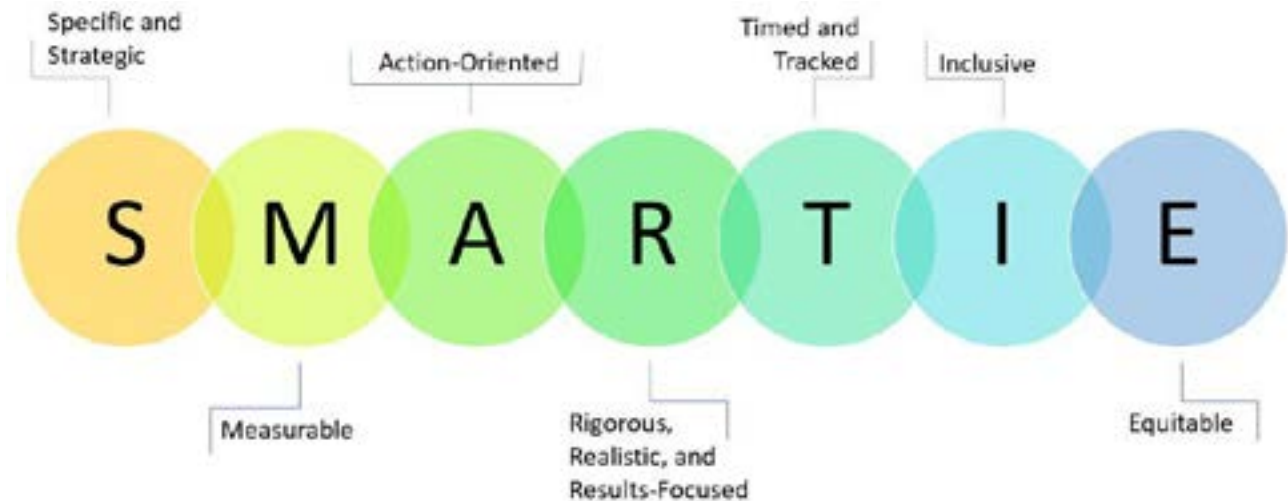 Specific and
Strategic
Action-Oriented
Timed and
Tracked
Inclusive
S M A R T I E
Measurable
Rigorous,
Realistic, and
Results-Focused
Equitable